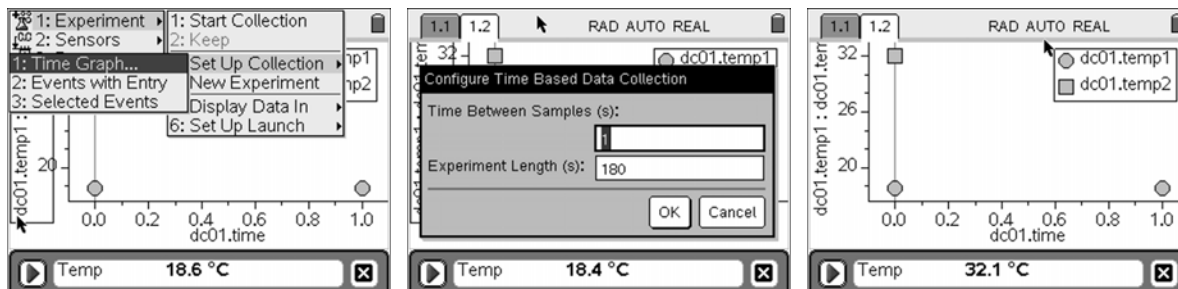 1: Experiment
1: Start Collection
2: Sensors
2: Keep
1: Time Graph...
Set Up Collection
2: Events with Entry
New Experiment
3: Selected Events
Display Data In
6: Set Up Launch
dc01.temp1 :
20
0.0 0.2 0.4 0.6 0.8 1.0
dc01.time
Temp 18.6 °C
1.1 1.2 RAD AUTO REAL
32
dc01.temp1
Configure Time Based Data Collection
Time Between Samples (s):
1
Experiment Length (s): 180
OK Cancel
Temp 18.4 °C
1.1 1.2 RAD AUTO REAL
dc01.temp1
dc01.temp2
32
26
20
dc01.temp1 : dc01.tem
0.0 0.2 0.4 0.6 0.8 1.0
dc01.time
Temp 32.1 °C